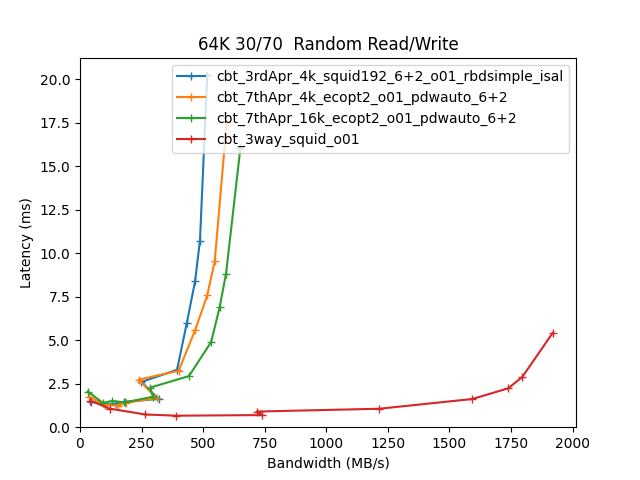 64K 30/70  Random Read/Write
cbt_3rdApr_4k_squid192_6+2_o01_rbdsimple_isal
cbt_7thApr_4k_ecopt2_o01_pdwauto_6+2
cbt_7thApr_16k_ecopt2_o01_pdwauto_6+2
cbt_3way_squid_o01
20.0
17.5
15.0
12.5
10.0
7.5
5.0
2.5
0.0
Latency (ms)
0 250 500 750 1000 1250 1500 1750 2000
Bandwidth (MB/s)